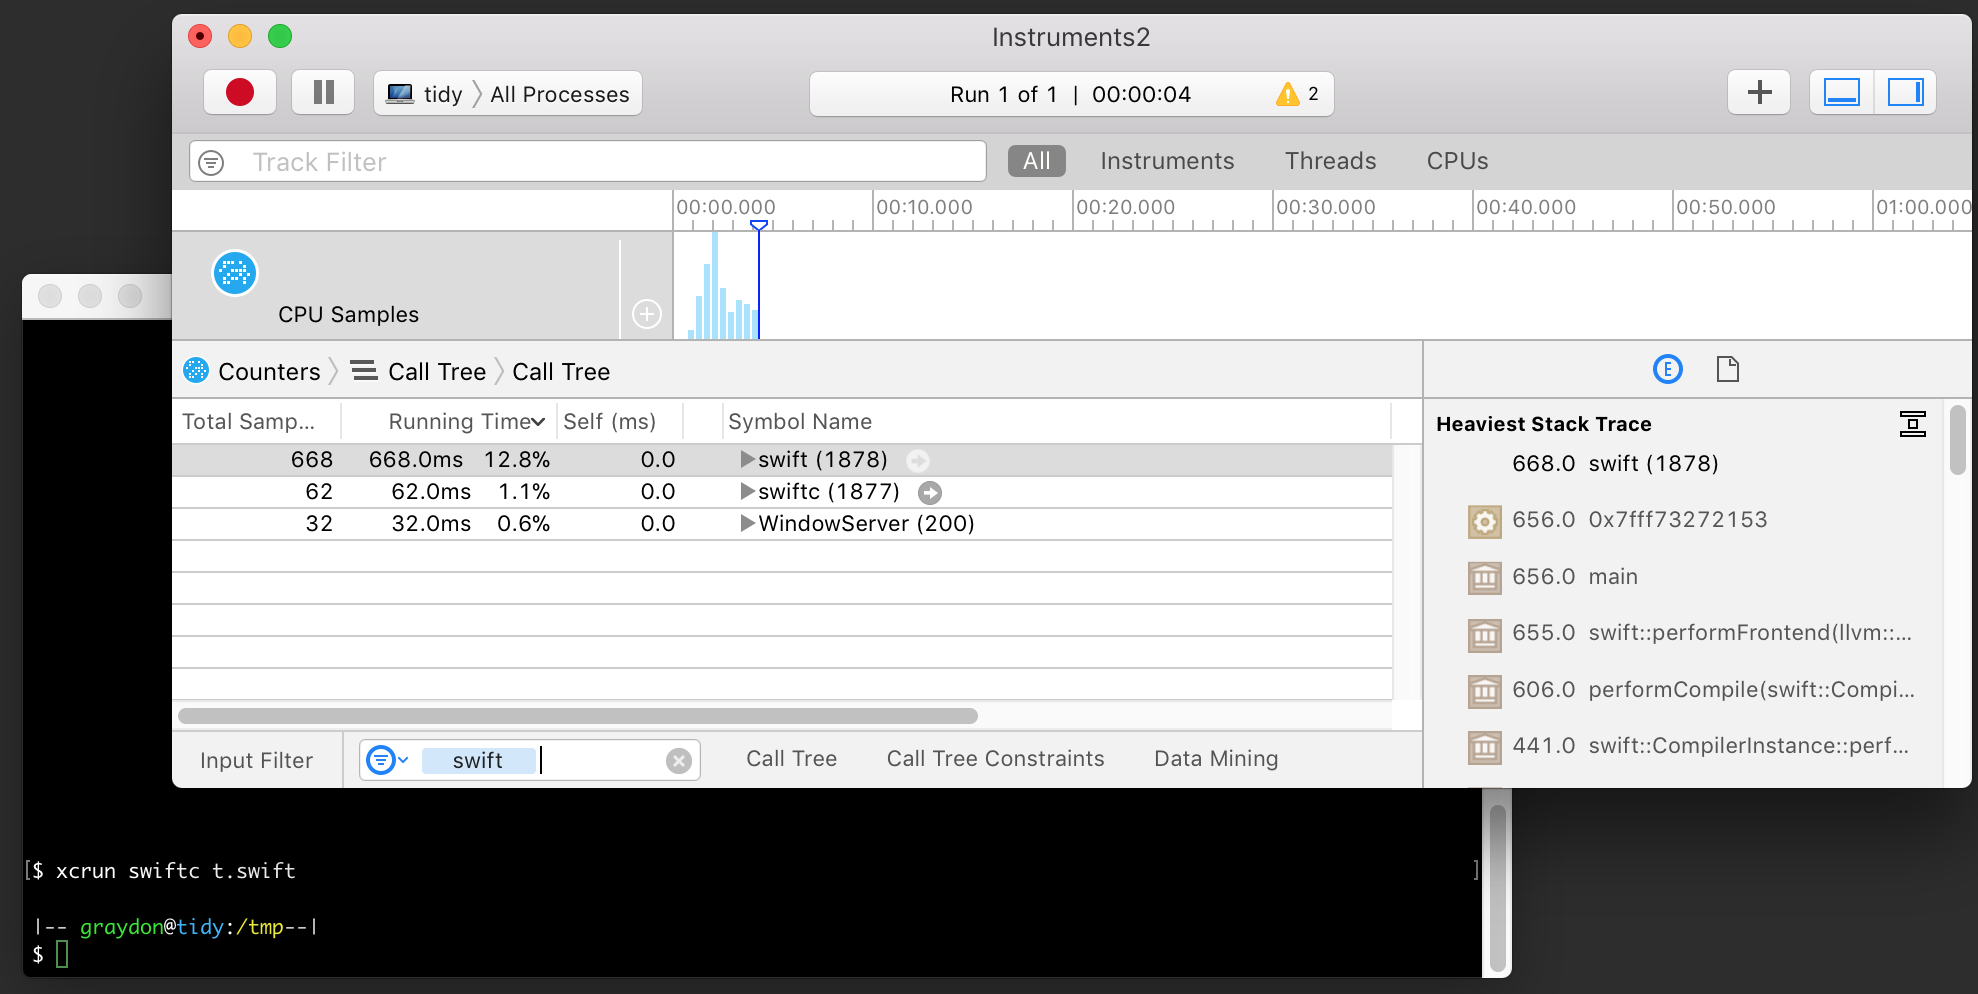 Instruments2
tidy All Processes
Run 1 of 1 | 00:00:04 2
Track Filter All Instruments Threads CPUs
00:00.000 00:10.000 00:20.000 00:30.000 00:40.000 00:50.000 01:00.000
CPU Samples
Counters Call Tree Call Tree
E
Total Samp... Running Time Self (ms) Symbol Name
668 668.0ms 12.8% 0.0 swift (1878)
62 62.0ms 1.1% 0.0 swiftc (1877)
32 32.0ms 0.6% 0.0 WindowServer (200)
Heaviest Stack Trace
668.0 swift (1878)
656.0 0x7fff73272153
656.0 main
655.0 swift::performFrontend(llvm::...
606.0 performCompile(swift::Compi...
441.0 swift::CompilerInstance::perf...
Input Filter swift Call Tree Call Tree Constraints Data Mining
[$ xcrun swiftc t.swift ]
|-- graydon@tidy:/tmp--|
$